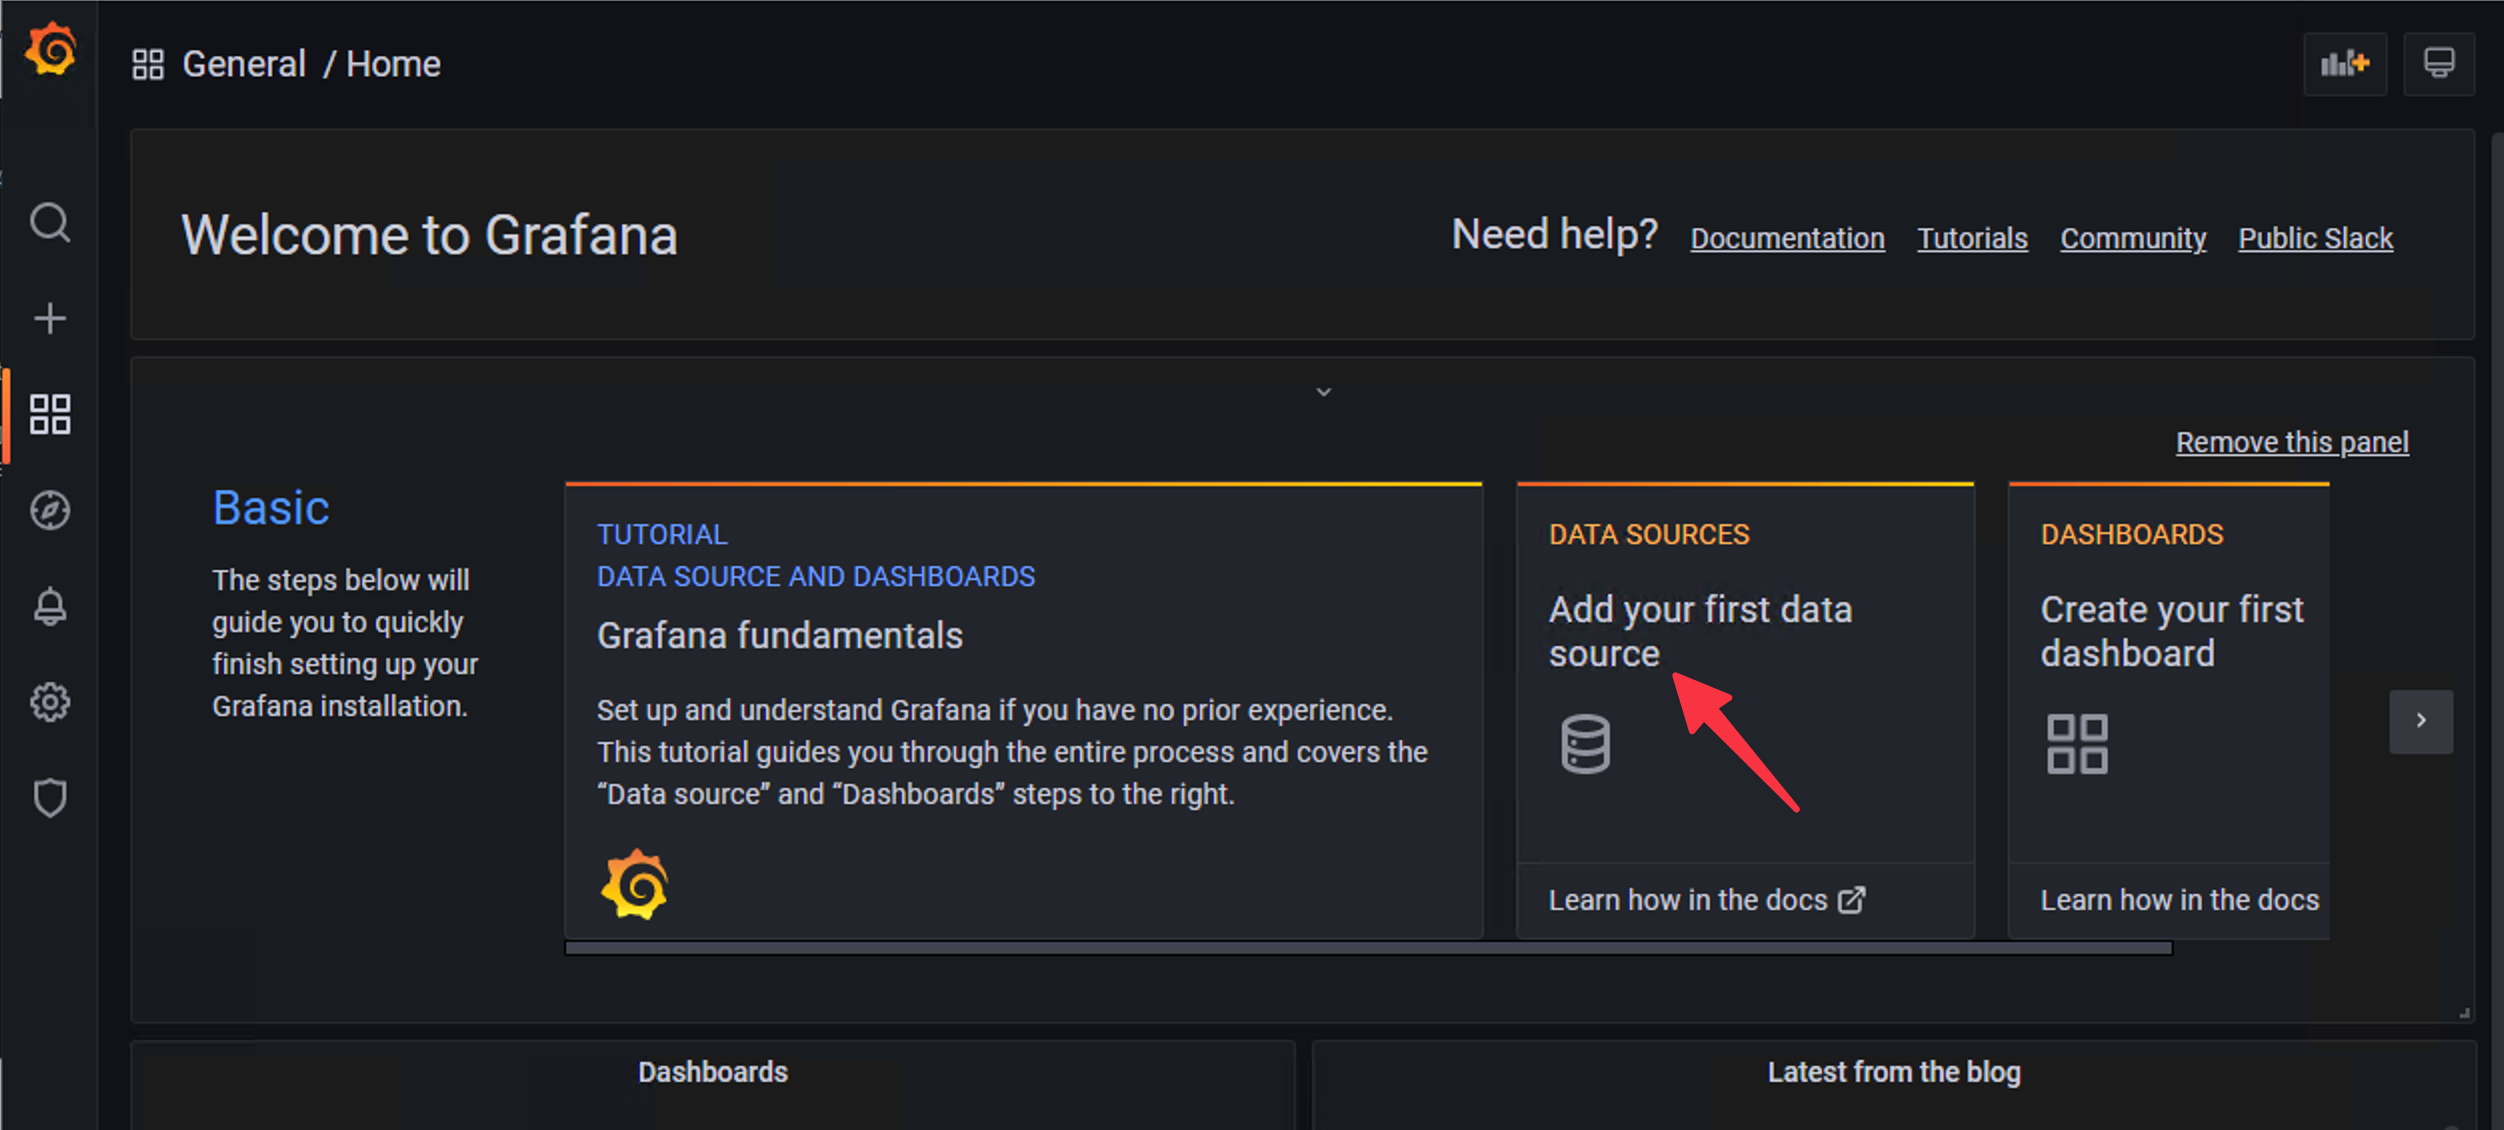 General / Home
Welcome to Grafana
Need help? Documentation Tutorials Community Public Slack
Remove this panel
Basic
The steps below will
guide you to quickly
finish setting up your
Grafana installation.
TUTORIAL
DATA SOURCE AND DASHBOARDS
Grafana fundamentals
Set up and understand Grafana if you have no prior experience.
This tutorial guides you through the entire process and covers the
“Data source” and “Dashboards” steps to the right.
DATA SOURCES
Add your first data
source
Learn how in the docs
DASHBOARDS
Create your first
dashboard
Learn how in the docs
Dashboards
Latest from the blog